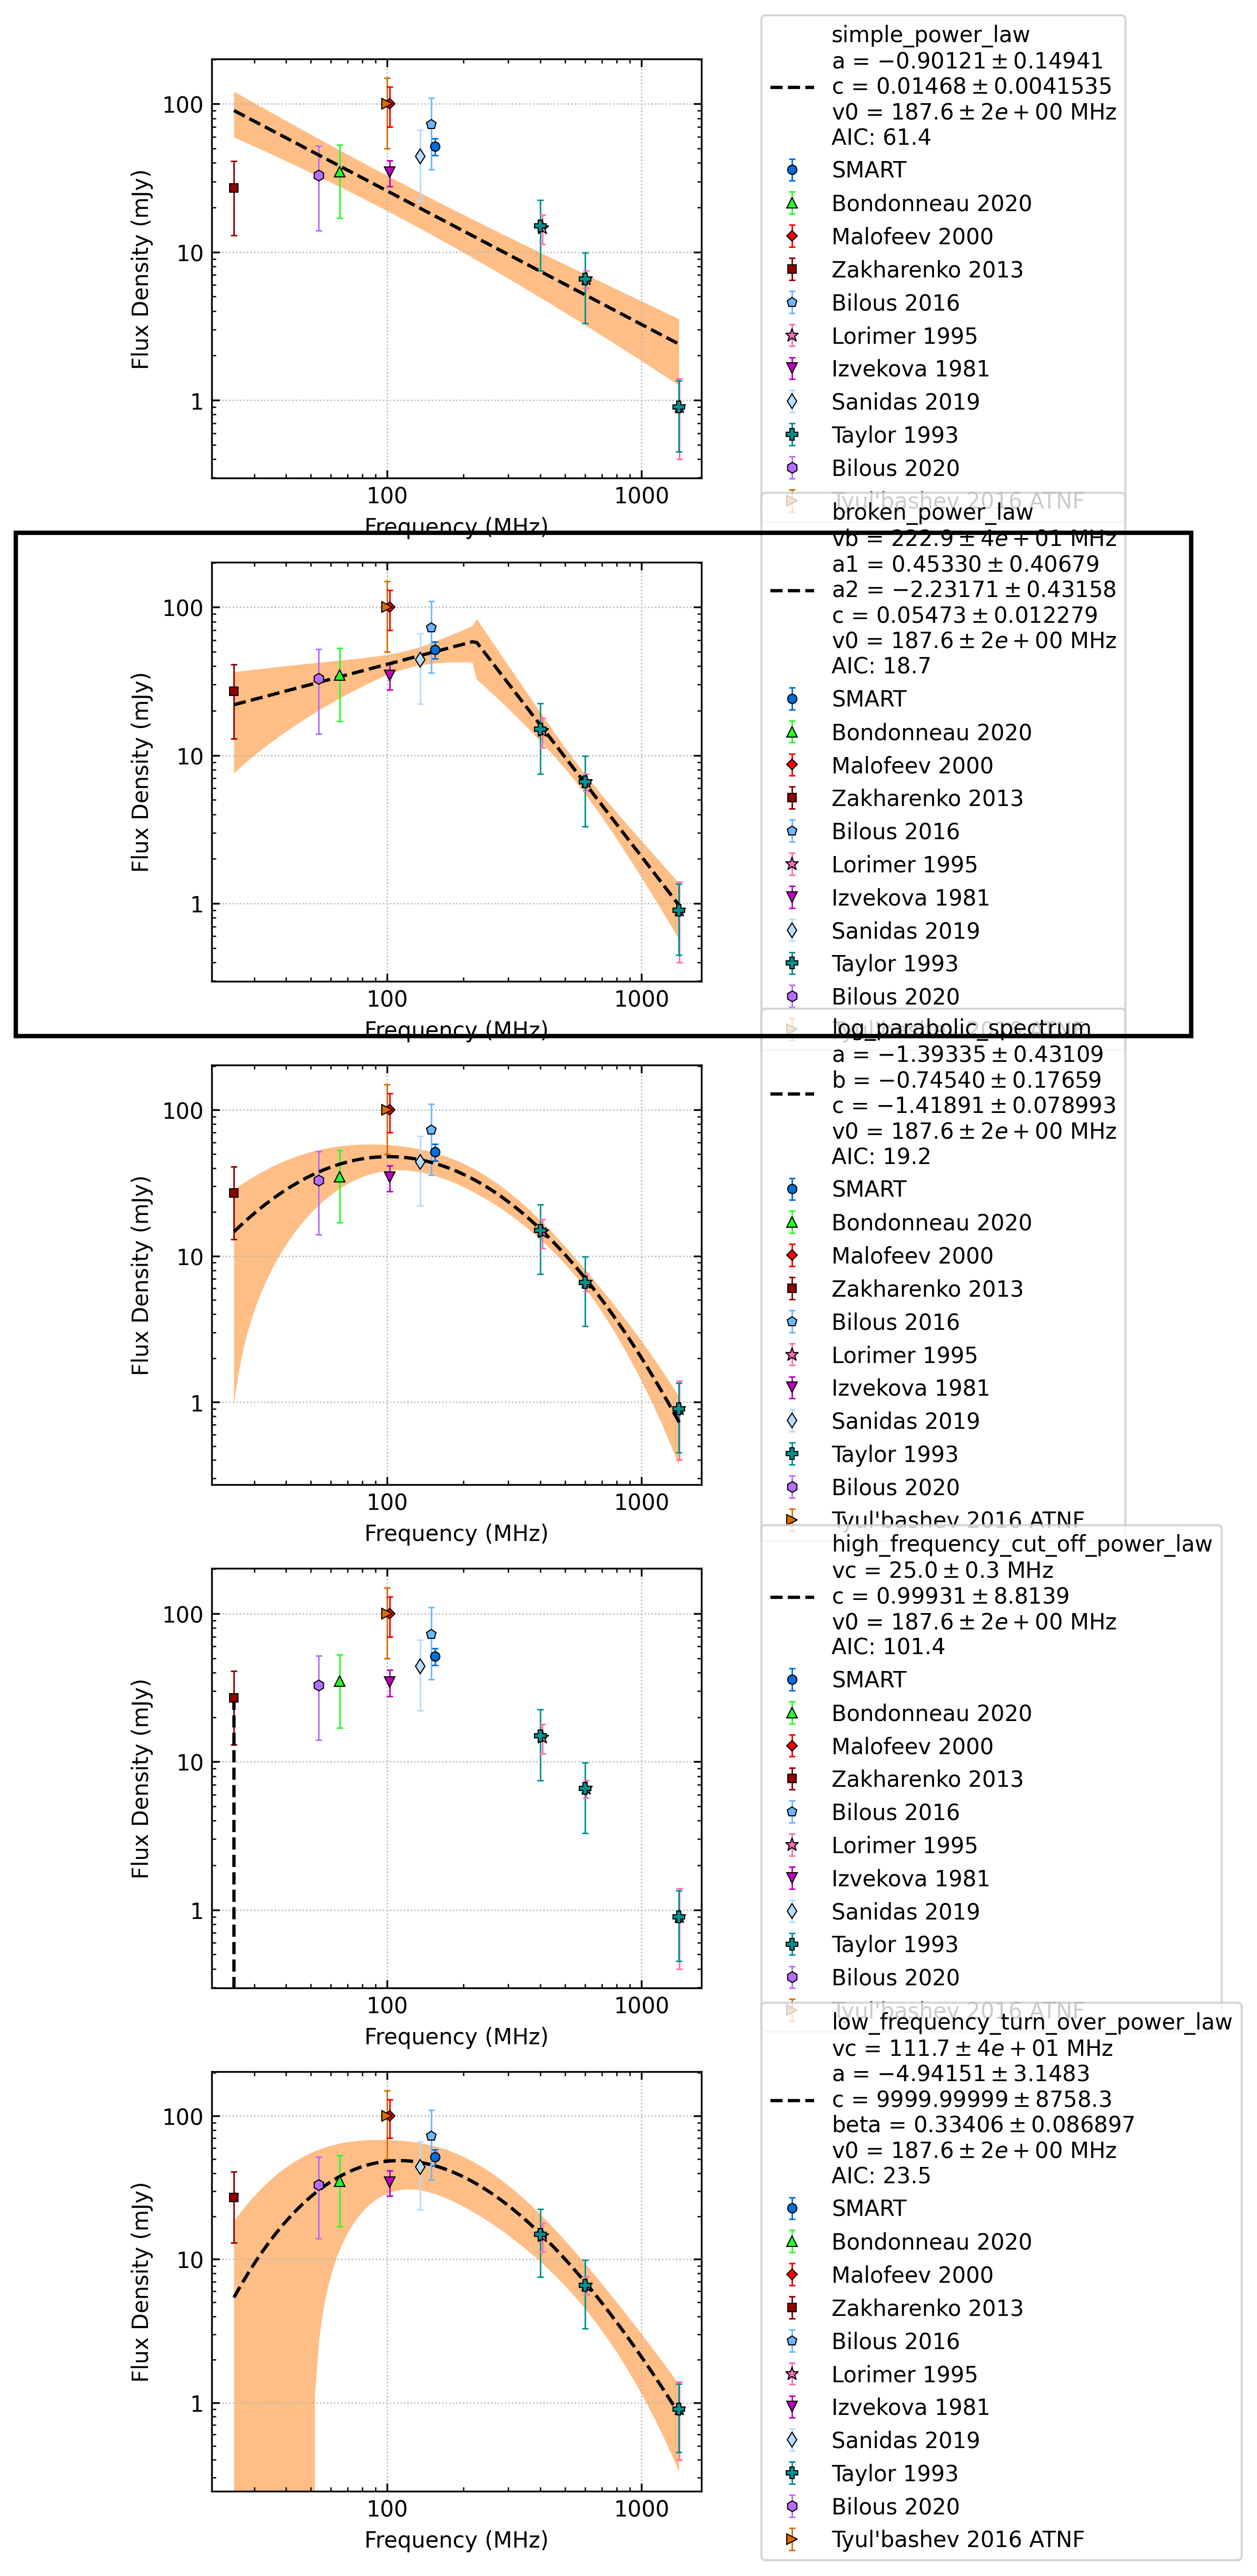 simple_power_law
a = −0.90121 ± 0.14941
c = 0.01468 ± 0.0041535
v0 = 187.6 ± 2e + 00 MHz
AIC: 61.4
SMART
Bondonneau 2020
Malofeev 2000
Zakharenko 2013
Bilous 2016
Lorimer 1995
Izvekova 1981
Sanidas 2019
Taylor 1993
Bilous 2020
Tyul'bashev 2016 ATNF
Flux Density (mJy)
100
10
1
100 1000
Frequency (MHz)
broken_power_law
vb = 222.9 ± 4e + 01 MHz
a1 = 0.45330 ± 0.40679
a2 = −2.23171 ± 0.43158
c = 0.05473 ± 0.012279
v0 = 187.6 ± 2e + 00 MHz
AIC: 18.7
SMART
Bondonneau 2020
Malofeev 2000
Zakharenko 2013
Bilous 2016
Lorimer 1995
Izvekova 1981
Sanidas 2019
Taylor 1993
Bilous 2020
Flux Density (mJy)
100
10
1
100 1000
Frequency (MHz)
log_parabolic_spectrum
a = −1.39335 ± 0.43109
b = −0.74540 ± 0.17659
c = −1.41891 ± 0.078993
v0 = 187.6 ± 2e + 00 MHz
AIC: 19.2
SMART
Bondonneau 2020
Malofeev 2000
Zakharenko 2013
Bilous 2016
Lorimer 1995
Izvekova 1981
Sanidas 2019
Taylor 1993
Bilous 2020
Tyul'bashev 2016 ATNF
Flux Density (mJy)
100
10
1
100 1000
Frequency (MHz)
high_frequency_cut_off_power_law
vc = 25.0 ± 0.3 MHz
c = 0.99931 ± 8.8139
v0 = 187.6 ± 2e + 00 MHz
AIC: 101.4
SMART
Bondonneau 2020
Malofeev 2000
Zakharenko 2013
Bilous 2016
Lorimer 1995
Izvekova 1981
Sanidas 2019
Taylor 1993
Bilous 2020
Tyul'bashev 2016 ATNF
Flux Density (mJy)
100
10
1
100 1000
Frequency (MHz)
low_frequency_turn_over_power_law
vc = 111.7 ± 4e + 01 MHz
a = −4.94151 ± 3.1483
c = 9999.99999 ± 8758.3
beta = 0.33406 ± 0.086897
v0 = 187.6 ± 2e + 00 MHz
AIC: 23.5
SMART
Bondonneau 2020
Malofeev 2000
Zakharenko 2013
Bilous 2016
Lorimer 1995
Izvekova 1981
Sanidas 2019
Taylor 1993
Bilous 2020
Tyul'bashev 2016 ATNF
Flux Density (mJy)
100
10
1
100 1000
Frequency (MHz)